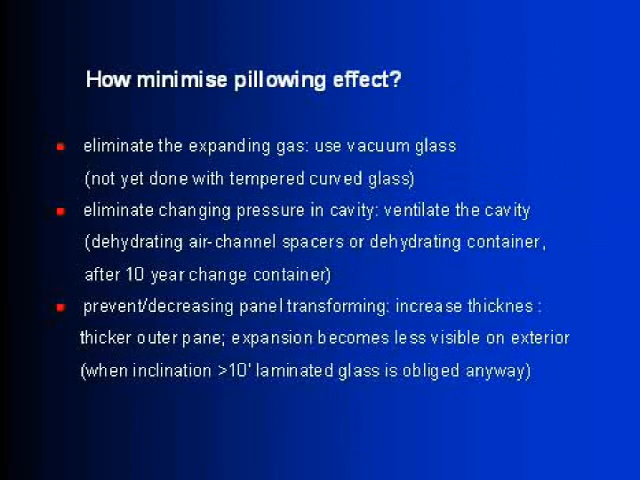 How minimise pillowing effect?
eliminate the expanding gas: use vacuum glass
(not yet done with tempered curved glass)
eliminate changing pressure in cavity: ventilate the cavity
(dehydrating air-channel spacers or dehydrating container,
after 10 year change container)
prevent/decreasing panel transforming: increase thicknes :
thicker outer pane; expansion becomes less visible on exterior
(when inclination >10' laminated glass is obliged anyway)